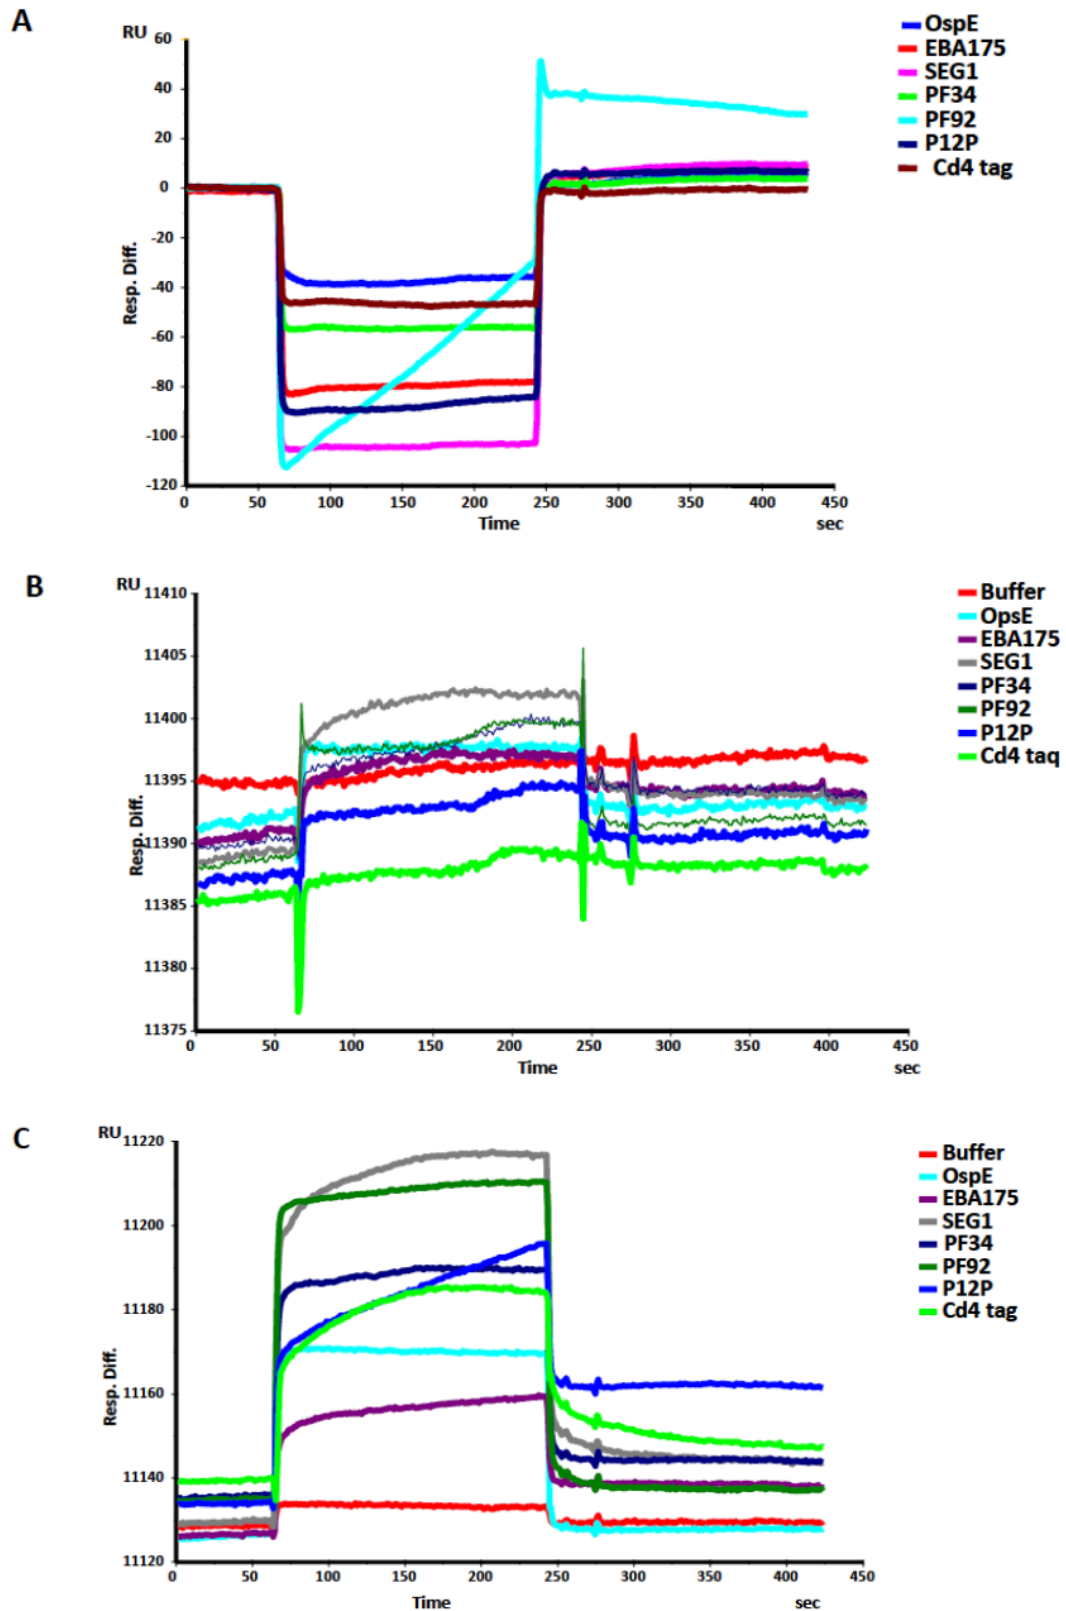 A
RU
60
40
20
0
-20
-40
-60
-80
-100
-120
Resp. Diff.
0 50 100 150 200 250 300 350 400 450
Time sec
OspE
EBA175
SEG1
PF34
PF92
P12P
Cd4 tag
B
RU
11410
11405
11400
11395
11390
11385
11380
11375
Resp. Diff.
0 50 100 150 200 250 300 350 400 450
Time sec
Buffer
OpsE
EBA175
SEG1
PF34
PF92
P12P
Cd4 taq
C
RU
11220
11200
11180
11160
11140
11120
Resp. Diff.
0 50 100 150 200 250 300 350 400 450
Time sec
Buffer
OspE
EBA175
SEG1
PF34
PF92
P12P
Cd4 tag